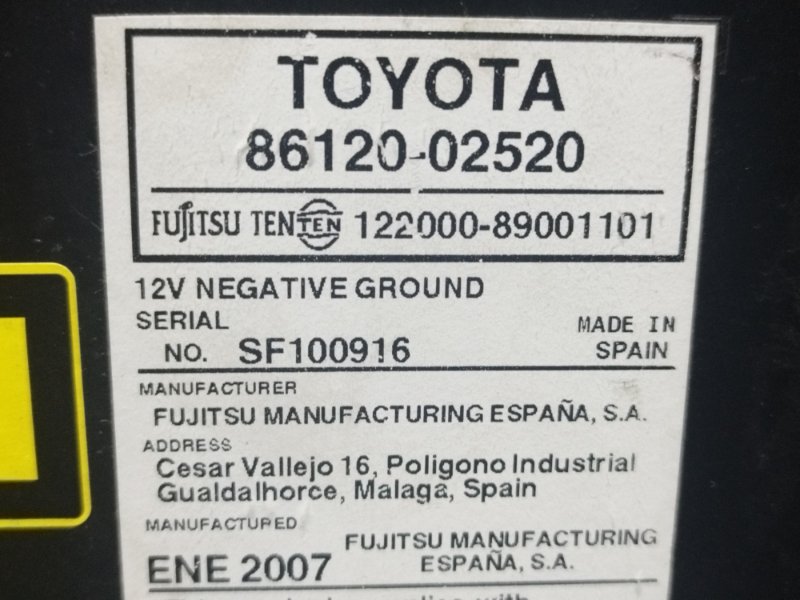 TOYOTA
86120-02520
FUJITSU TEN TEN 122000-89001101
12V NEGATIVE GROUND
SERIAL
NO. SF100916
MADE IN
SPAIN
MANUFACTURER
FUJITSU MANUFACTURING ESPAÑA, S.A.
ADDRESS
Cesar Vallejo 16, Poligono Industrial
Gualdalhorce, Malaga, Spain
MANUFACTURED
ENE 2007
FUJITSU MANUFACTURING
ESPAÑA, S.A.